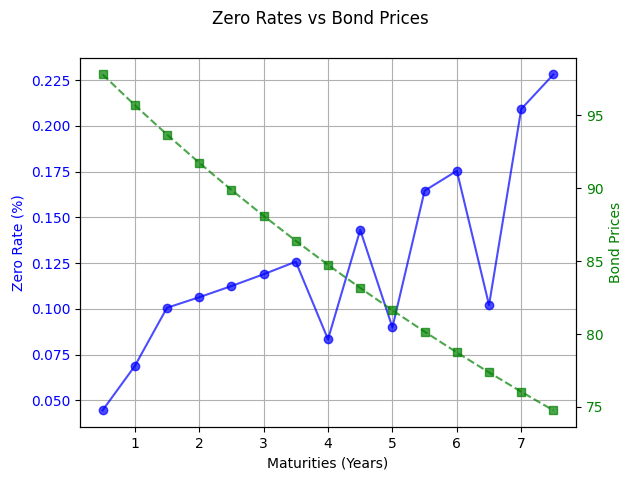 Zero Rates vs Bond Prices
0.225
0.200
0.175
0.150
0.125
0.100
0.075
0.050
Zero Rate (%)
95
90
85
80
75
Bond Prices
1 2 3 4 5 6 7
Maturities (Years)